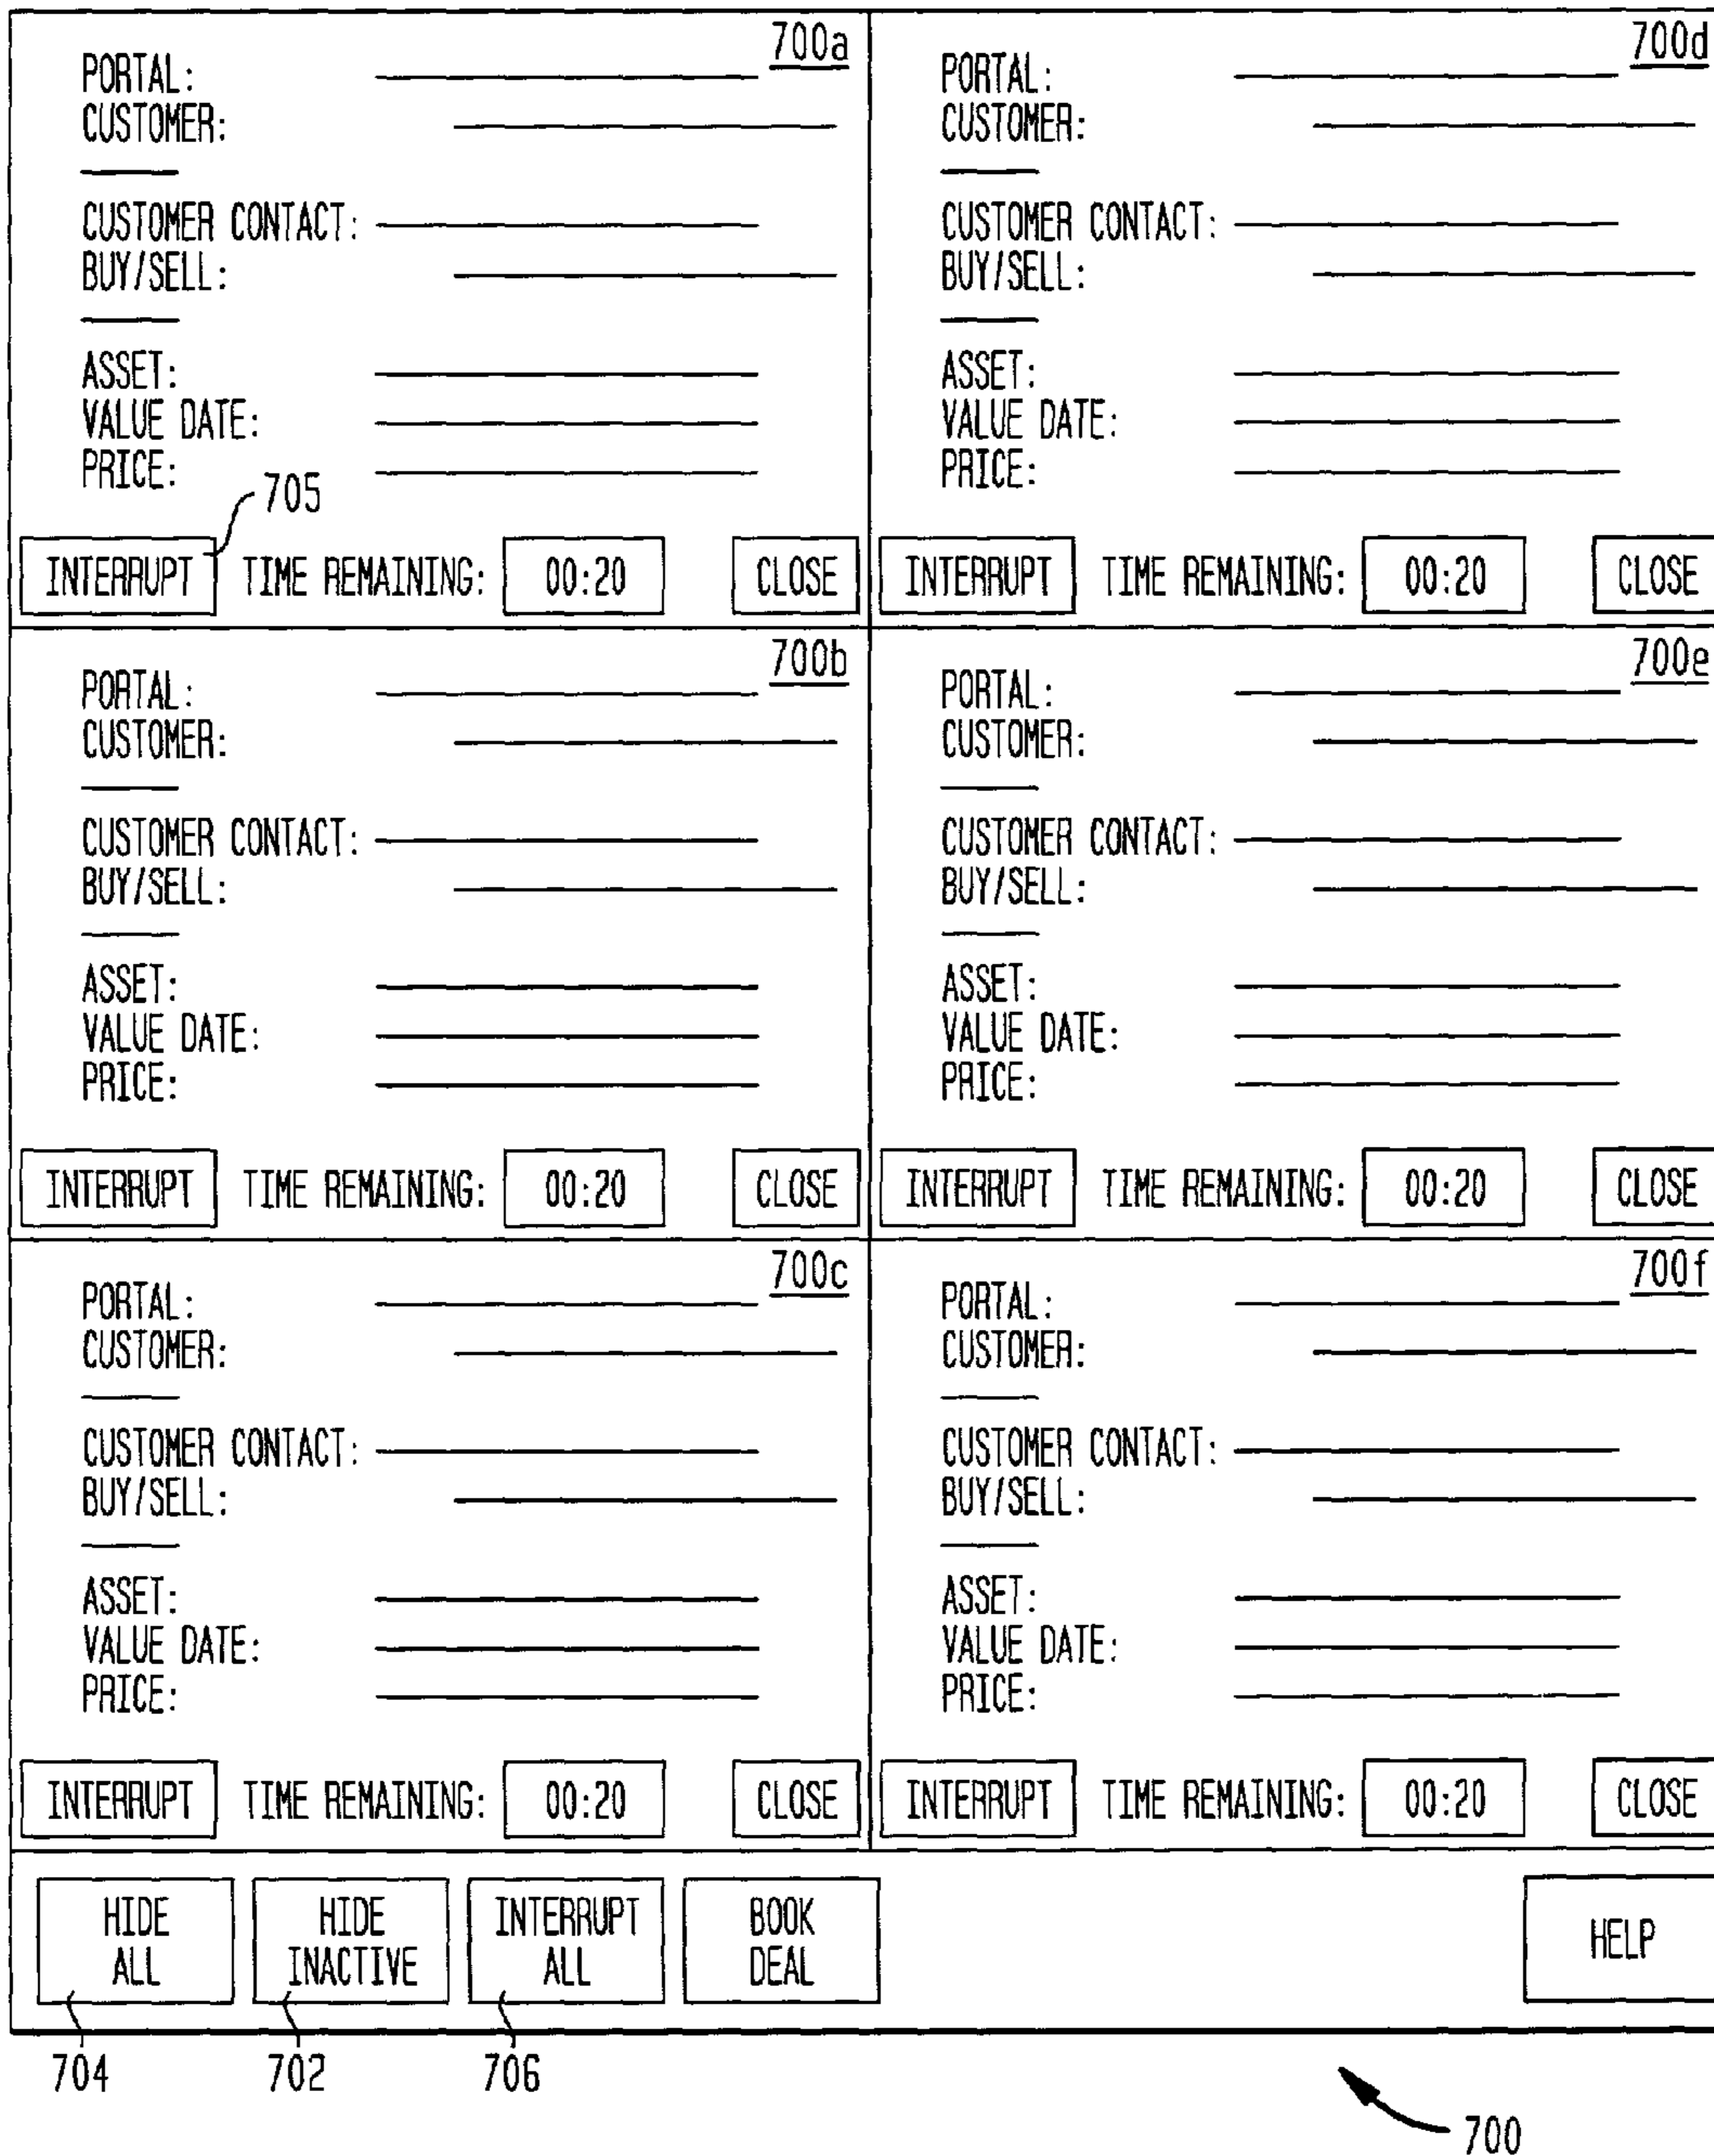 700a
PORTAL:
CUSTOMER:
CUSTOMER CONTACT:
BUY/SELL:
ASSET:
VALUE DATE:
PRICE:
705
INTERRUPT TIME REMAINING: 00:20 CLOSE
700d
PORTAL:
CUSTOMER:
CUSTOMER CONTACT:
BUY/SELL:
ASSET:
VALUE DATE:
PRICE:
INTERRUPT TIME REMAINING: 00:20 CLOSE
700b
PORTAL:
CUSTOMER:
CUSTOMER CONTACT:
BUY/SELL:
ASSET:
VALUE DATE:
PRICE:
INTERRUPT TIME REMAINING: 00:20 CLOSE
700e
PORTAL:
CUSTOMER:
CUSTOMER CONTACT:
BUY/SELL:
ASSET:
VALUE DATE:
PRICE:
INTERRUPT TIME REMAINING: 00:20 CLOSE
700c
PORTAL:
CUSTOMER:
CUSTOMER CONTACT:
BUY/SELL:
ASSET:
VALUE DATE:
PRICE:
INTERRUPT TIME REMAINING: 00:20 CLOSE
700f
PORTAL:
CUSTOMER:
CUSTOMER CONTACT:
BUY/SELL:
ASSET:
VALUE DATE:
PRICE:
INTERRUPT TIME REMAINING: 00:20 CLOSE
HIDE
ALL
HIDE
INACTIVE
INTERRUPT
ALL
BOOK
DEAL
HELP
704
702
706
700